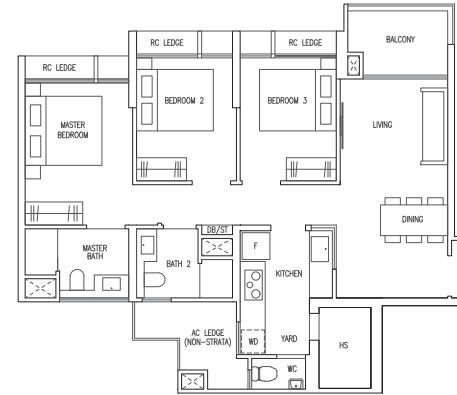 BALCONY
RC LEDGE
RC LEDGE
RC LEDGE
MASTER
BEDROOM
BEDROOM 2
BEDROOM 3
LIVING
DINING
DB/ST
MASTER
BATH
BATH 2
F
KITCHEN
AC LEDGE
(NON-STRATA)
WD
YARD
HS
WC